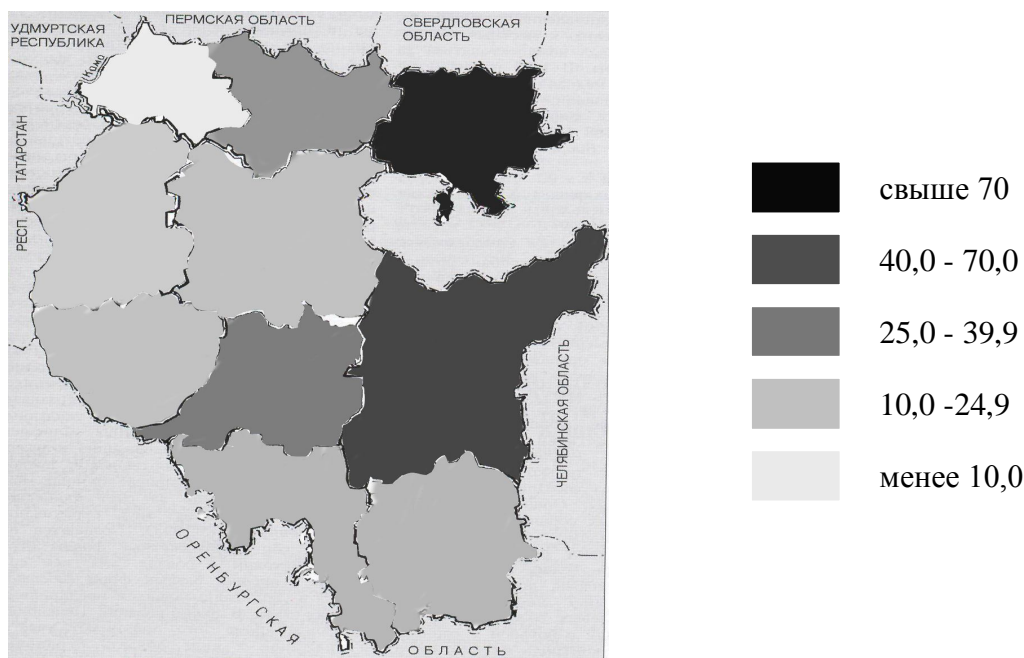 УДМУРТСКАЯ
РЕСПУБЛИКА
ПЕРМСКАЯ ОБЛАСТЬ
СВЕРДЛОВСКАЯ
ОБЛАСТЬ
Кама
РЕСП. ТАТАРСТАН
ЧЕЛЯБИНСКАЯ ОБЛАСТЬ
ОРЕНБУРГСКАЯ
ОБЛАСТЬ
свыше 70
40,0 - 70,0
25,0 - 39,9
10,0 -24,9
менее 10,0